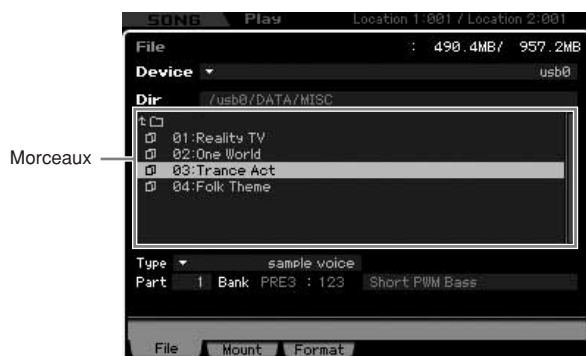 SONG Play Location 1:001 / Location 2:001
File : 490.4MB/ 957.2MB
Device usb0
Dir /usb0/DATA/MISC
01:Reality TV
02:One World
Morceaux
03:Trance Act
04:Folk Theme
Type sample voice
Part 1 Bank PRE3 : 123 Short PWM Bass
File Mount Format